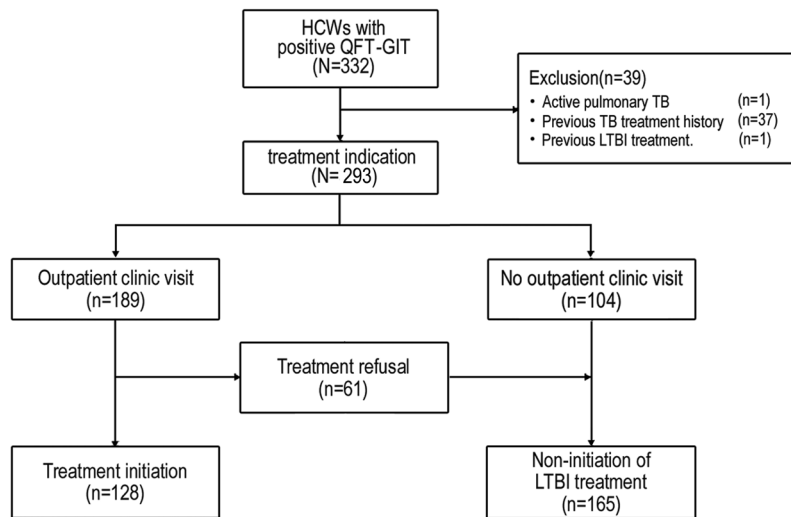 HCWs with
positive QFT-GIT
(N=332)
Exclusion(n=39)
• Active pulmonary TB (n=1)
• Previous TB treatment history (n=37)
• Previous LTBI treatment. (n=1)
treatment indication
(N= 293)
Outpatient clinic visit
(n=189)
No outpatient clinic visit
(n=104)
Treatment refusal
(n=61)
Treatment initiation
(n=128)
Non-initiation of
LTBI treatment
(n=165)